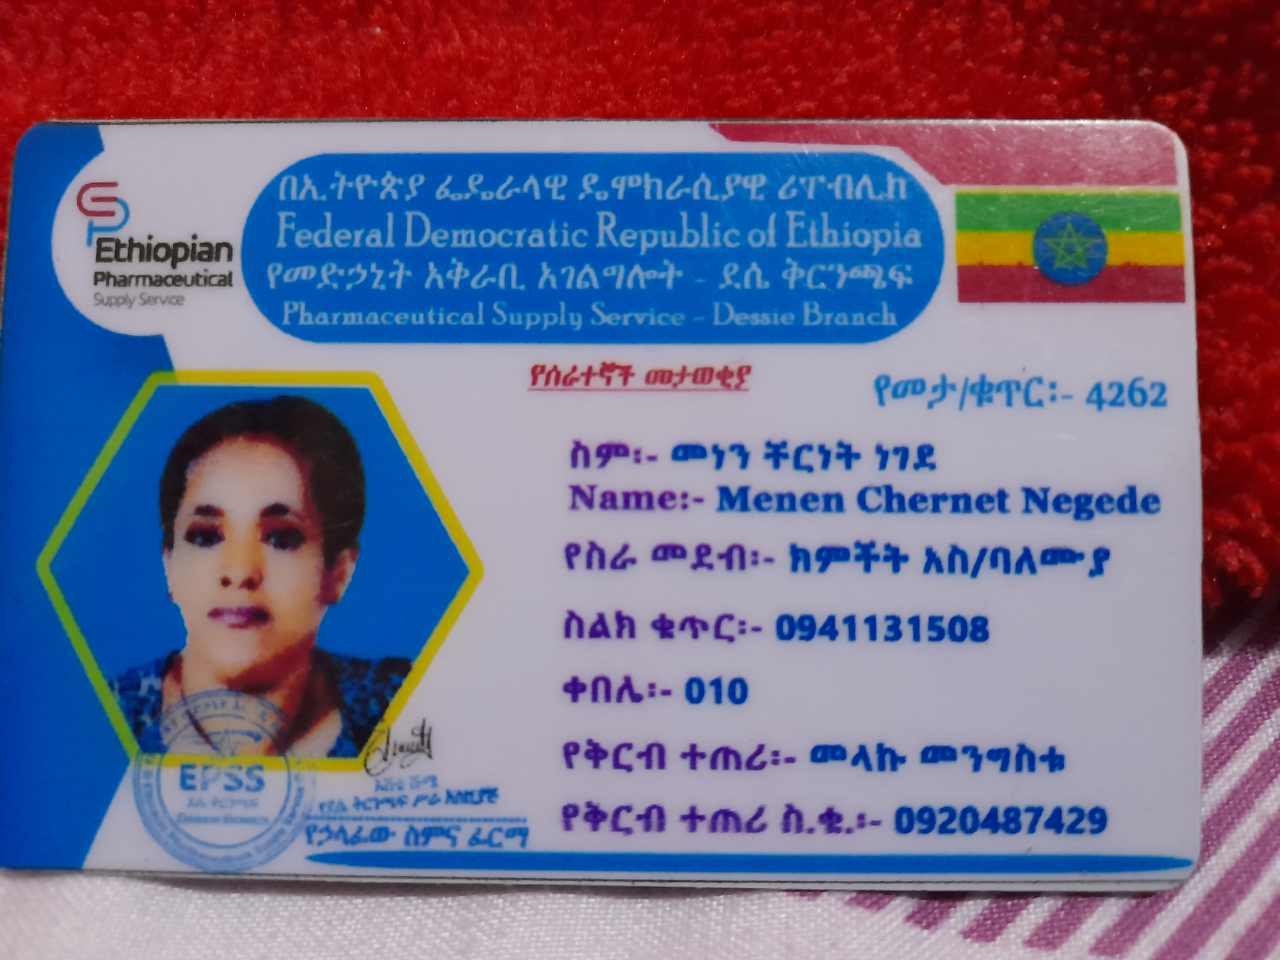 Ethiopian
Pharmaceutical
Supply Service
በኢትዮጵያ ፌዴራላዊ ዴሞክራሲያዊ ሪፐብሊክ
Federal Democratic Republic of Ethiopia
የመድኃኒት አቅራቢ አገልግሎት - ደሴ ቅርንጫፍ
Pharmaceutical Supply Service - Dessie Branch
የሰራተኞች መታወቂያ
የመታ/ቁጥር፡- 4262
ስም፡- መነን ቸርነት ነገደ
Name:- Menen Chernet Negede
የስራ መደብ፡- ክምችት አስ/ባለሙያ
ስልክ ቁጥር፡- 0941131508
ቀበሌ፡- 010
የቅርብ ተጠሪ፡- መላኩ መንግስቱ
የቅርብ ተጠሪ ስ.ቁ.፡- 0920487429
EPSS
የኃላፊው ስምና ፊርማ